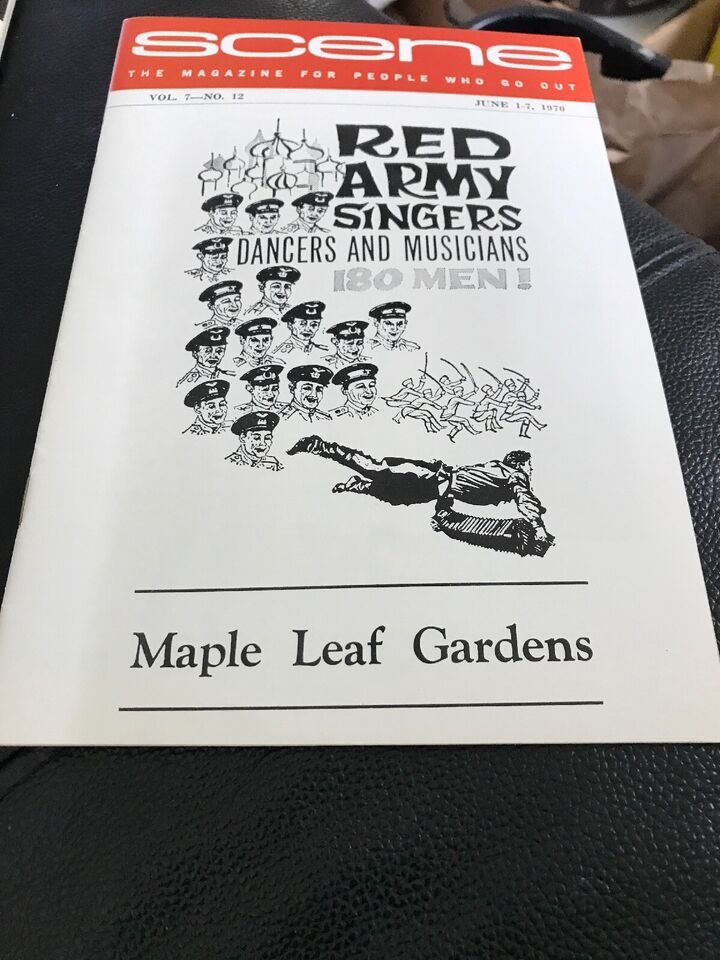 scene
THE MAGAZINE FOR PEOPLE WHO GO OUT
VOL. 7—NO. 12 JUNE 1-7, 1970
RED
ARMY
SINGERS
DANCERS AND MUSICIANS
180 MEN!
Maple Leaf Gardens